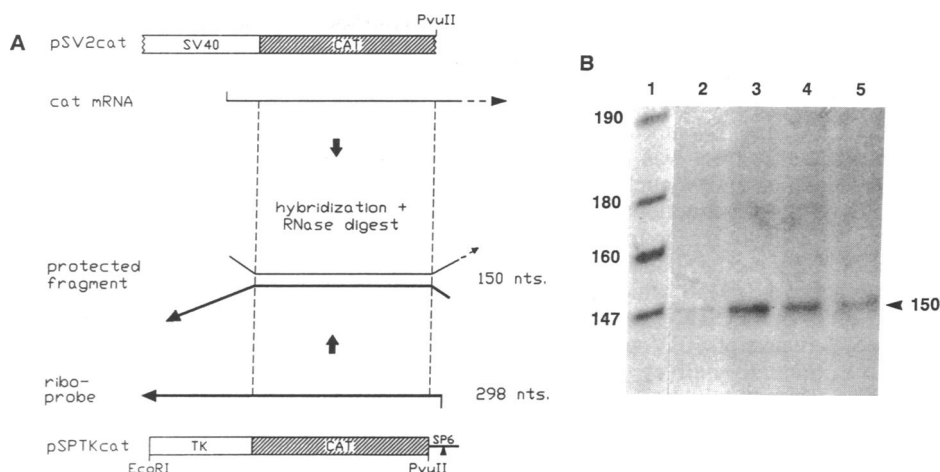 A
pSV2cat
PvuII
SV40
CAT
cat mRNA
hybridization +
RNase digest
protected
fragment
150 nts.
ribo-
probe
298 nts.
pSPTKcat
TK
CAT
SP6
EcoRI
PvuII
B
1 2 3 4 5
190
180
160
147
150